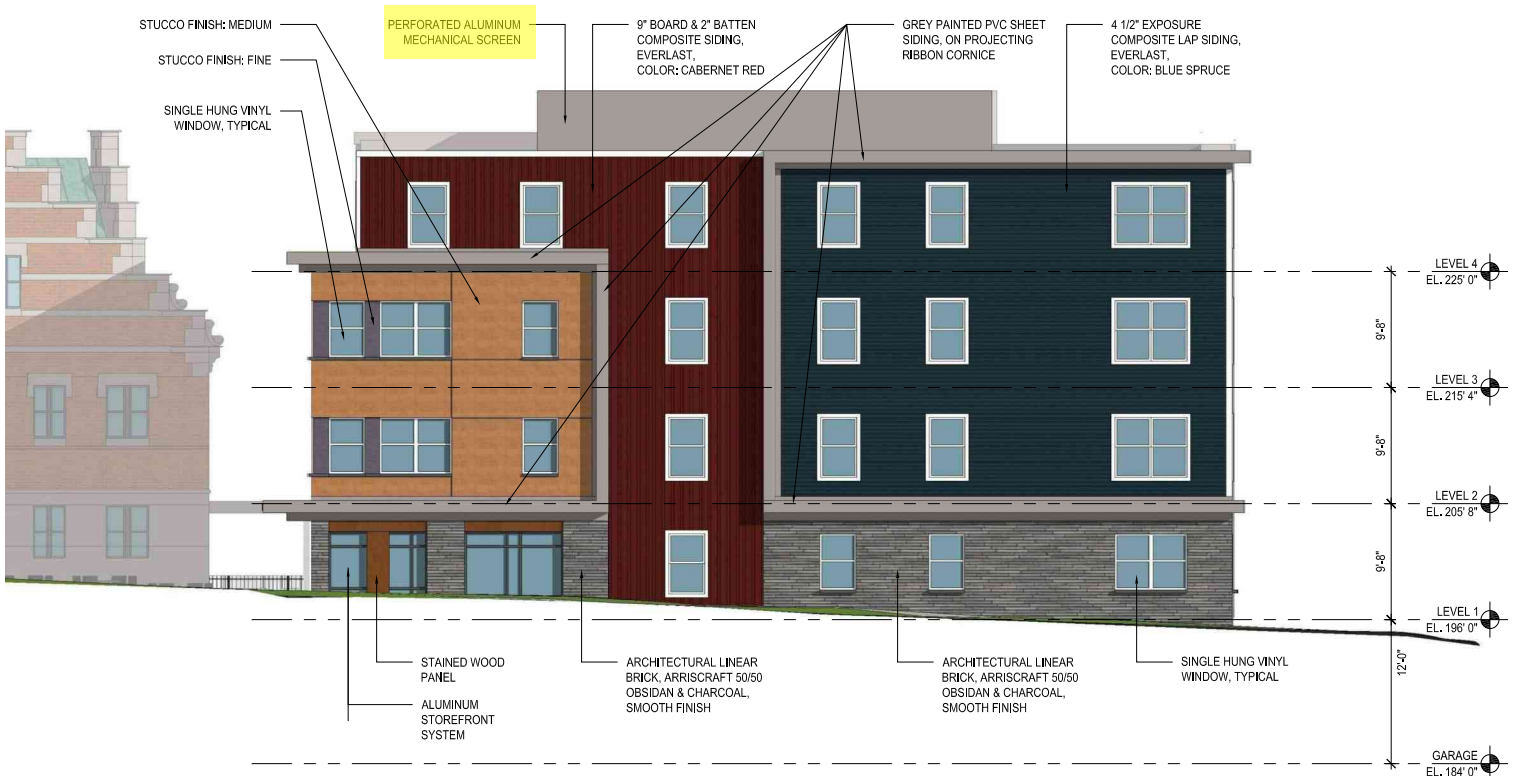 STUCCO FINISH: MEDIUM
STUCCO FINISH: FINE
SINGLE HUNG VINYL
WINDOW, TYPICAL
PERFORATED ALUMINUM
MECHANICAL SCREEN
9" BOARD & 2" BATTEN
COMPOSITE SIDING,
EVERLAST,
COLOR: CABERNET RED
GREY PAINTED PVC SHEET
SIDING, ON PROJECTING
RIBBON CORNICE
4 1/2" EXPOSURE
COMPOSITE LAP SIDING,
EVERLAST,
COLOR: BLUE SPRUCE
LEVEL 4
EL. 225' 0"
9'-8"
LEVEL 3
EL. 215' 4"
9'-8"
LEVEL 2
EL. 205' 8"
9'-8"
LEVEL 1
EL. 196' 0"
12'-0"
GARAGE
EL. 184' 0"
STAINED WOOD
PANEL
ALUMINUM
STOREFRONT
SYSTEM
ARCHITECTURAL LINEAR
BRICK, ARRISCRAFT 50/50
OBSIDAN & CHARCOAL,
SMOOTH FINISH
ARCHITECTURAL LINEAR
BRICK, ARRISCRAFT 50/50
OBSIDAN & CHARCOAL,
SMOOTH FINISH
SINGLE HUNG VINYL
WINDOW, TYPICAL